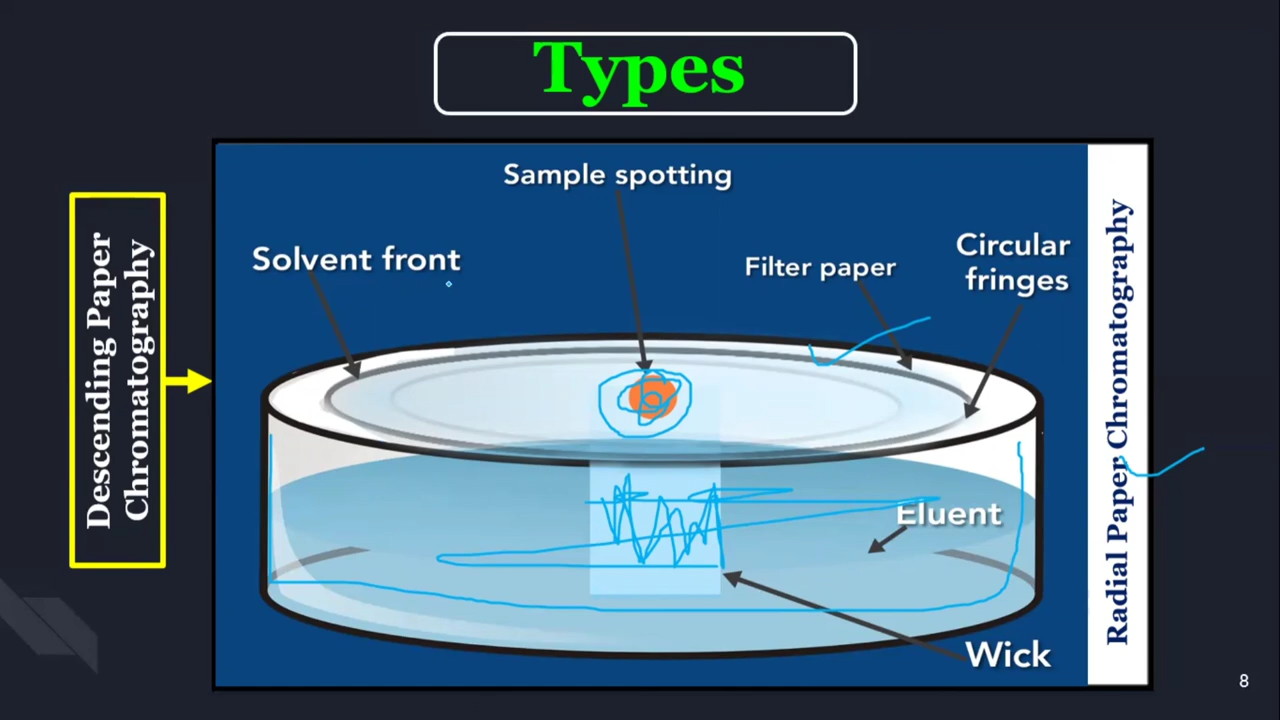 Types
Descending Paper
Chromatography
Sample spotting
Solvent front
Filter paper
Circular
fringes
Eluent
Wick
Radial Paper Chromatography
8